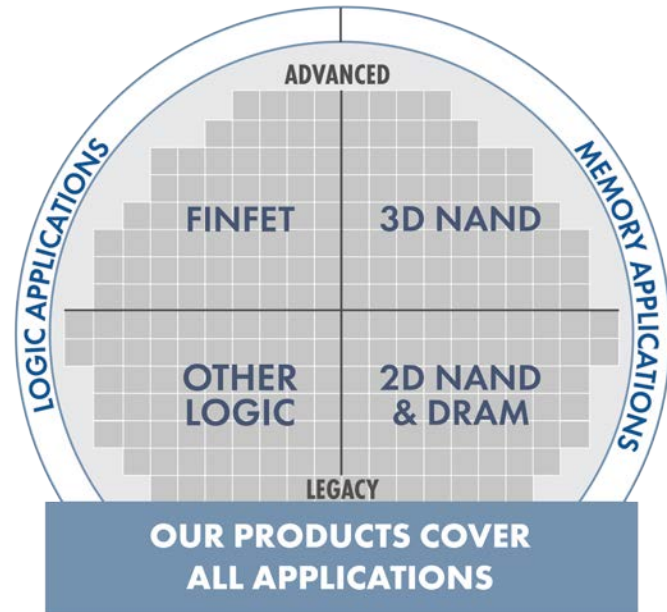 ADVANCED
LOGIC APPLICATIONS
MEMORY APPLICATIONS
FINFET
3D NAND
OTHER
LOGIC
2D NAND
& DRAM
LEGACY
OUR PRODUCTS COVER
ALL APPLICATIONS